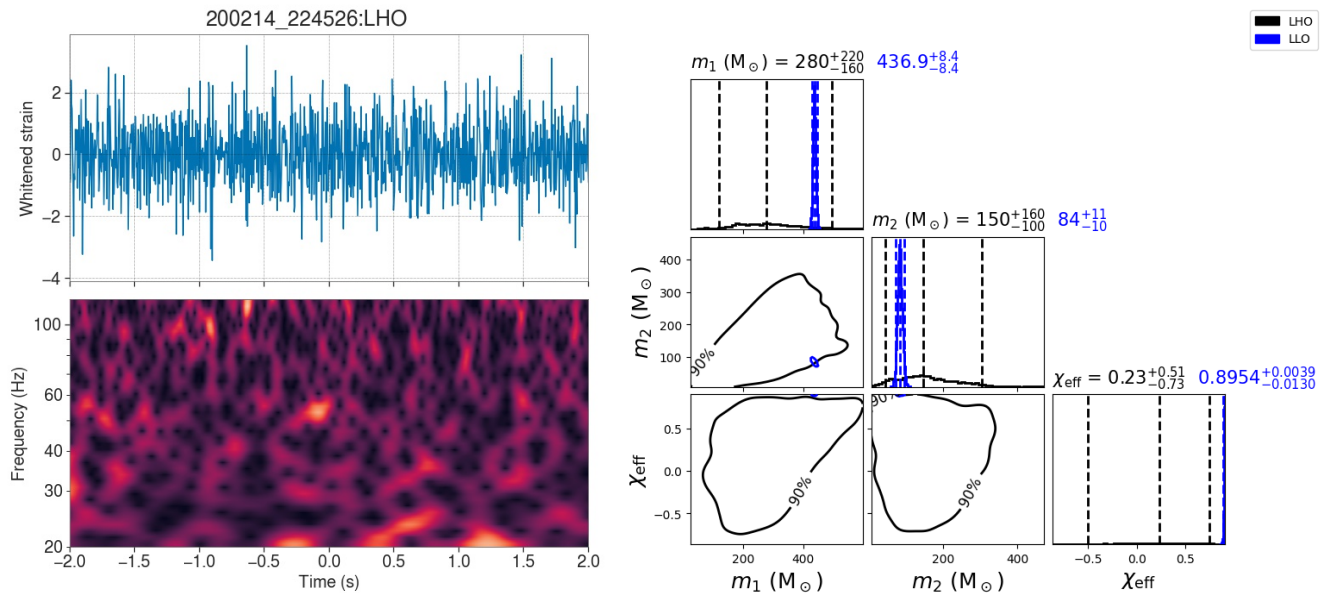 200214_224526:LHO
Whitened strain
2
0
−2
−4
Frequency (Hz)
100
60
40
30
20
−2.0 −1.5 −1.0 −0.5 0.0 0.5 1.0 1.5 2.0
Time (s)
LHO
LLO
m₁ (M⊙) = 280⁺²²⁰₋₁₆₀ 436.9⁺⁸·⁴₋₈.₄
m₂ (M⊙) = 150⁺¹⁶⁰₋₁₀₀ 84⁺¹¹₋₁₀
m₂ (M⊙)
400
300
200
100
90%
χeff = 0.23⁺⁰·⁵¹₋₀.₇₃ 0.8954⁺⁰·⁰⁰³⁹₋₀.₀₁₃₀
χeff
0.5
0.0
−0.5
90%
90%
90%
200 400
m₁ (M⊙)
200 400
m₂ (M⊙)
−0.5 0.5
χeff